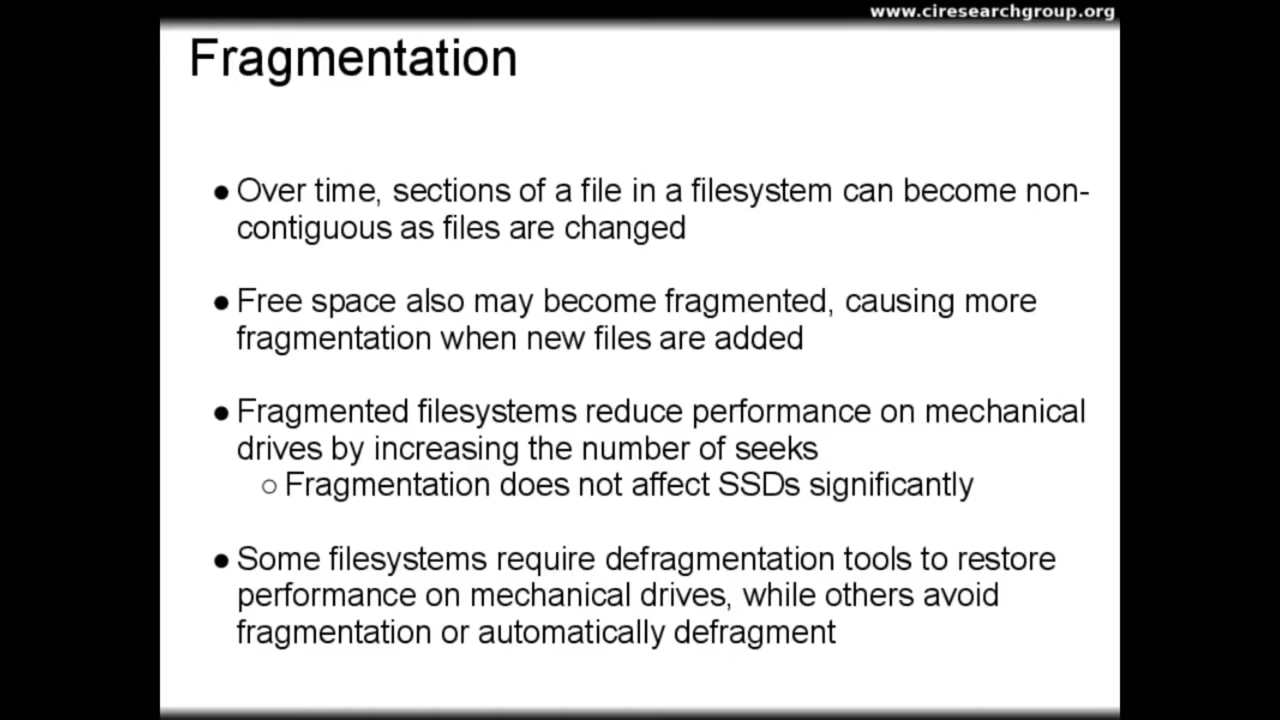 www.ciresearchgroup.org
Fragmentation
● Over time, sections of a file in a filesystem can become non-
contiguous as files are changed
● Free space also may become fragmented, causing more
fragmentation when new files are added
● Fragmented filesystems reduce performance on mechanical
drives by increasing the number of seeks
○ Fragmentation does not affect SSDs significantly
● Some filesystems require defragmentation tools to restore
performance on mechanical drives, while others avoid
fragmentation or automatically defragment